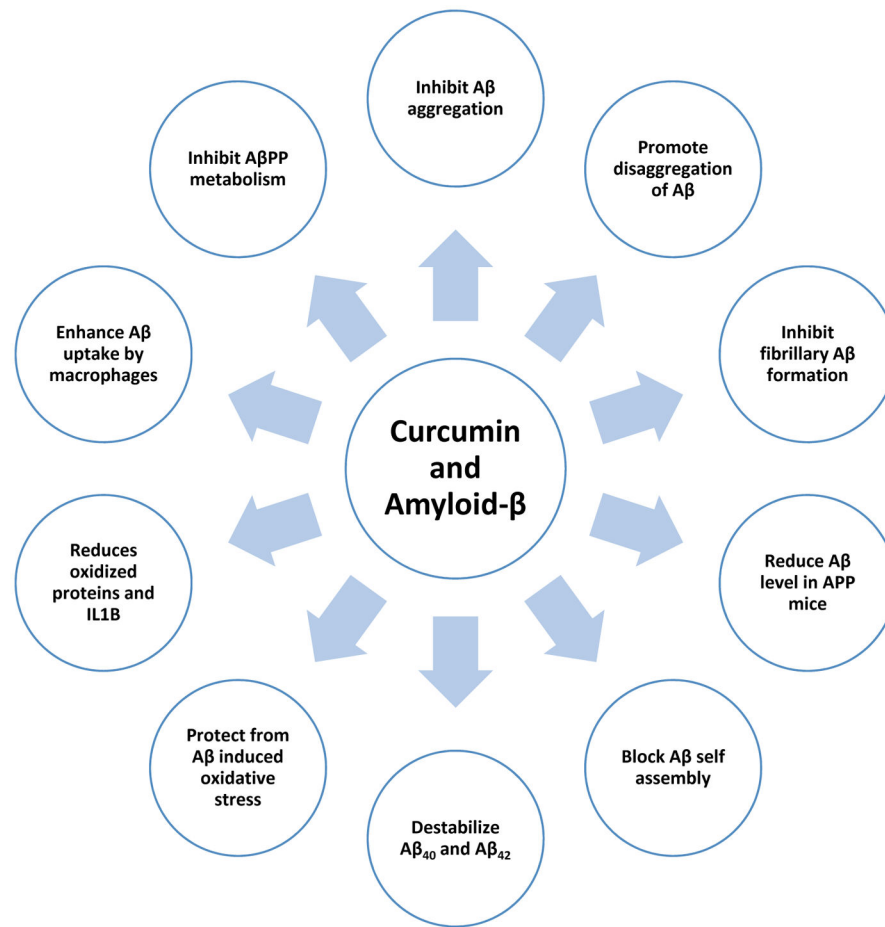 Inhibit Aβ
aggregation
Promote
disaggregation
of Aβ
Inhibit
fibrillary Aβ
formation
Reduce Aβ
level in APP
mice
Block Aβ self
assembly
Destabilize
Aβ₄₀ and Aβ₄₂
Protect from
Aβ induced
oxidative
stress
Reduces
oxidized
proteins and
IL1B
Enhance Aβ
uptake by
macrophages
Inhibit AβPP
metabolism
Curcumin
and
Amyloid-β